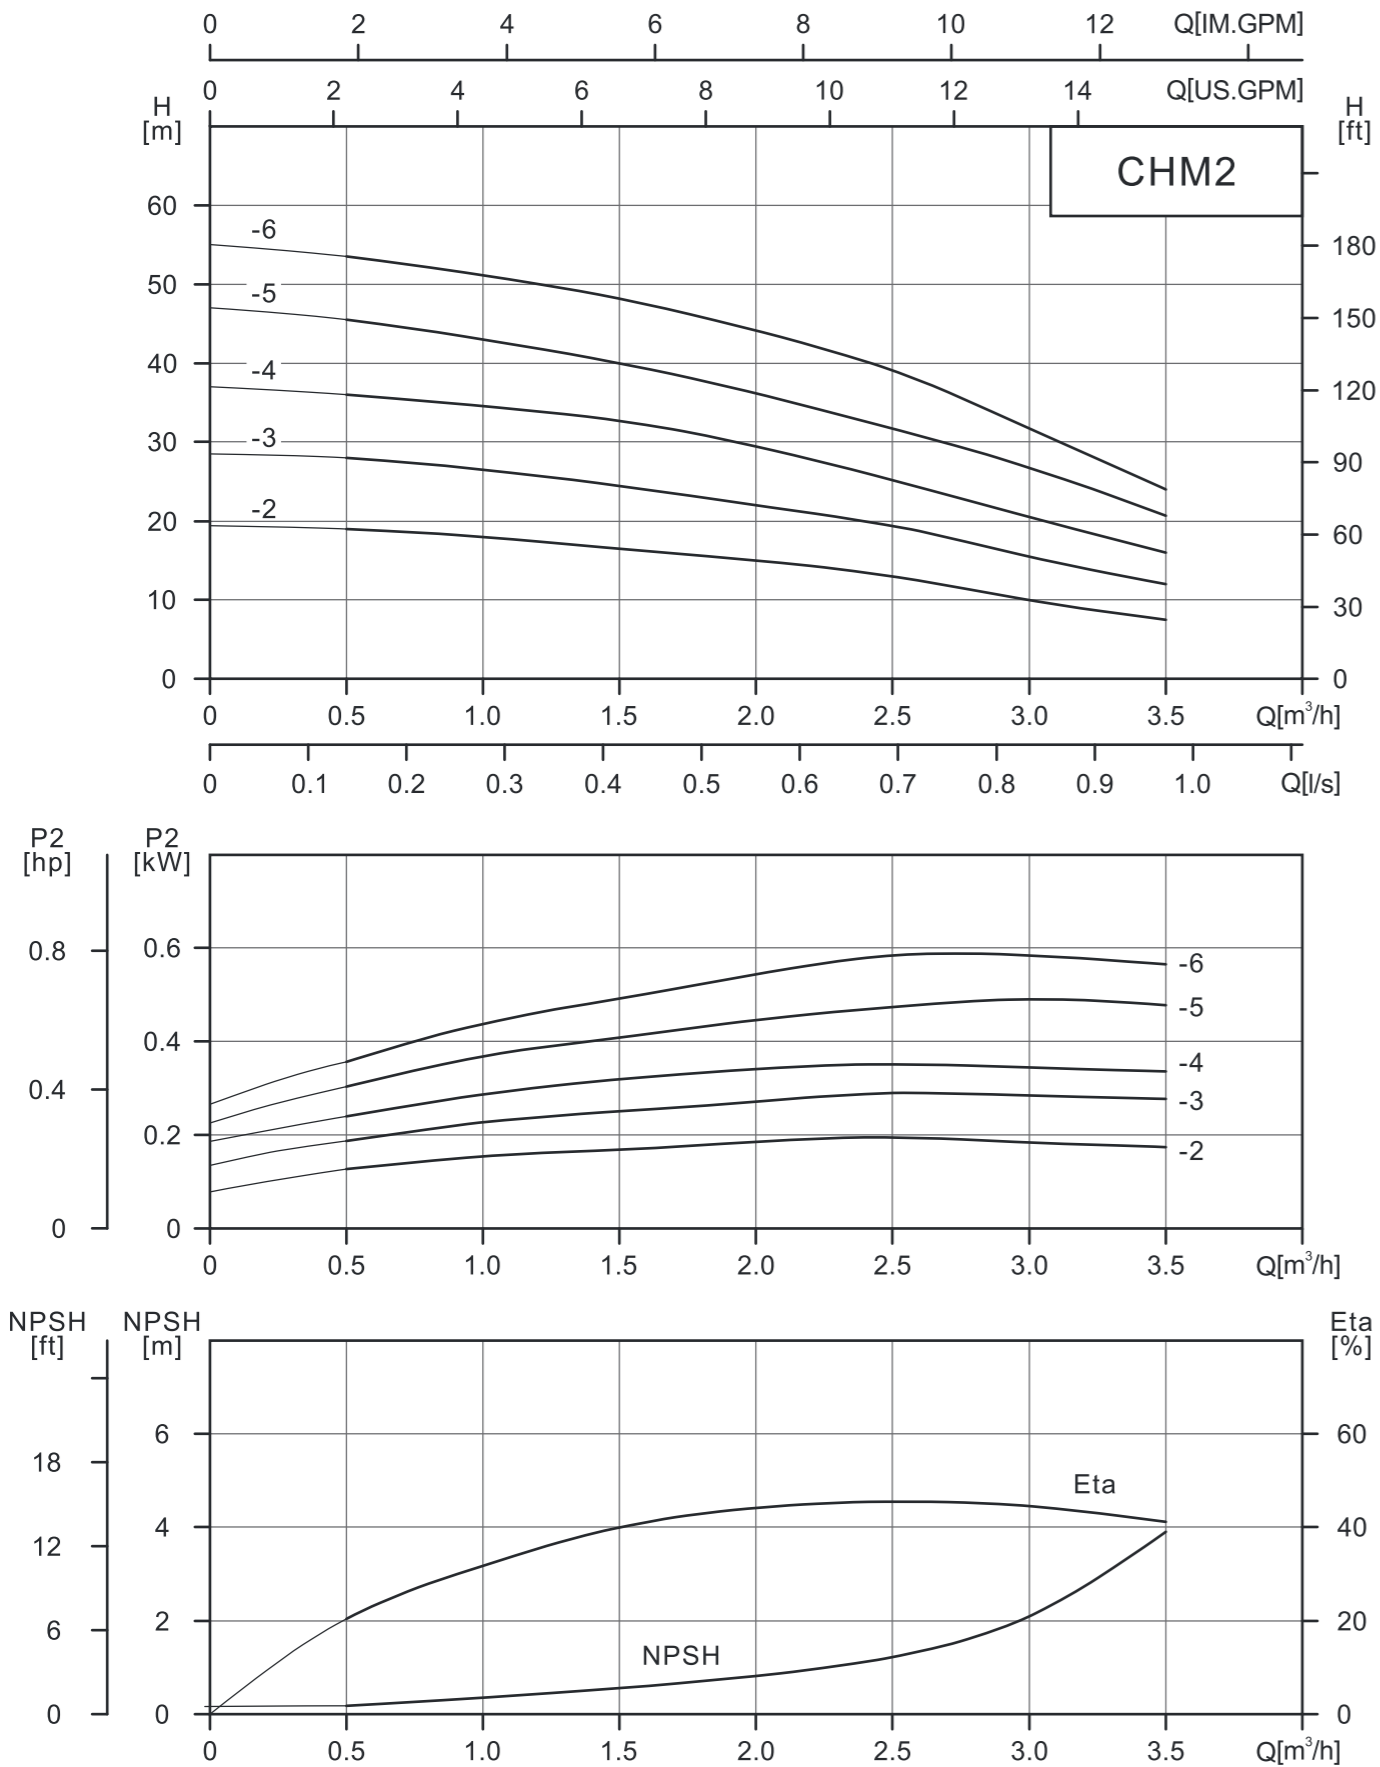 0 2 4 6 8 10 12 Q[IM.GPM]
0 2 4 6 8 10 12 14 Q[US.GPM]
H
[m]
H
[ft]
CHM2
60
50
40
30
20
10
0
180
150
120
90
60
30
0
-6
-5
-4
-3
-2
0 0.5 1.0 1.5 2.0 2.5 3.0 3.5 Q[m³/h]
0 0.1 0.2 0.3 0.4 0.5 0.6 0.7 0.8 0.9 1.0 Q[l/s]
P2
[hp]
P2
[kW]
0.8
0.4
0
0.6
0.4
0.2
0
-6
-5
-4
-3
-2
0 0.5 1.0 1.5 2.0 2.5 3.0 3.5 Q[m³/h]
NPSH
[ft]
NPSH
[m]
Eta
[%]
18
12
6
0
6
4
2
0
60
40
20
0
Eta
NPSH
0 0.5 1.0 1.5 2.0 2.5 3.0 3.5 Q[m³/h]